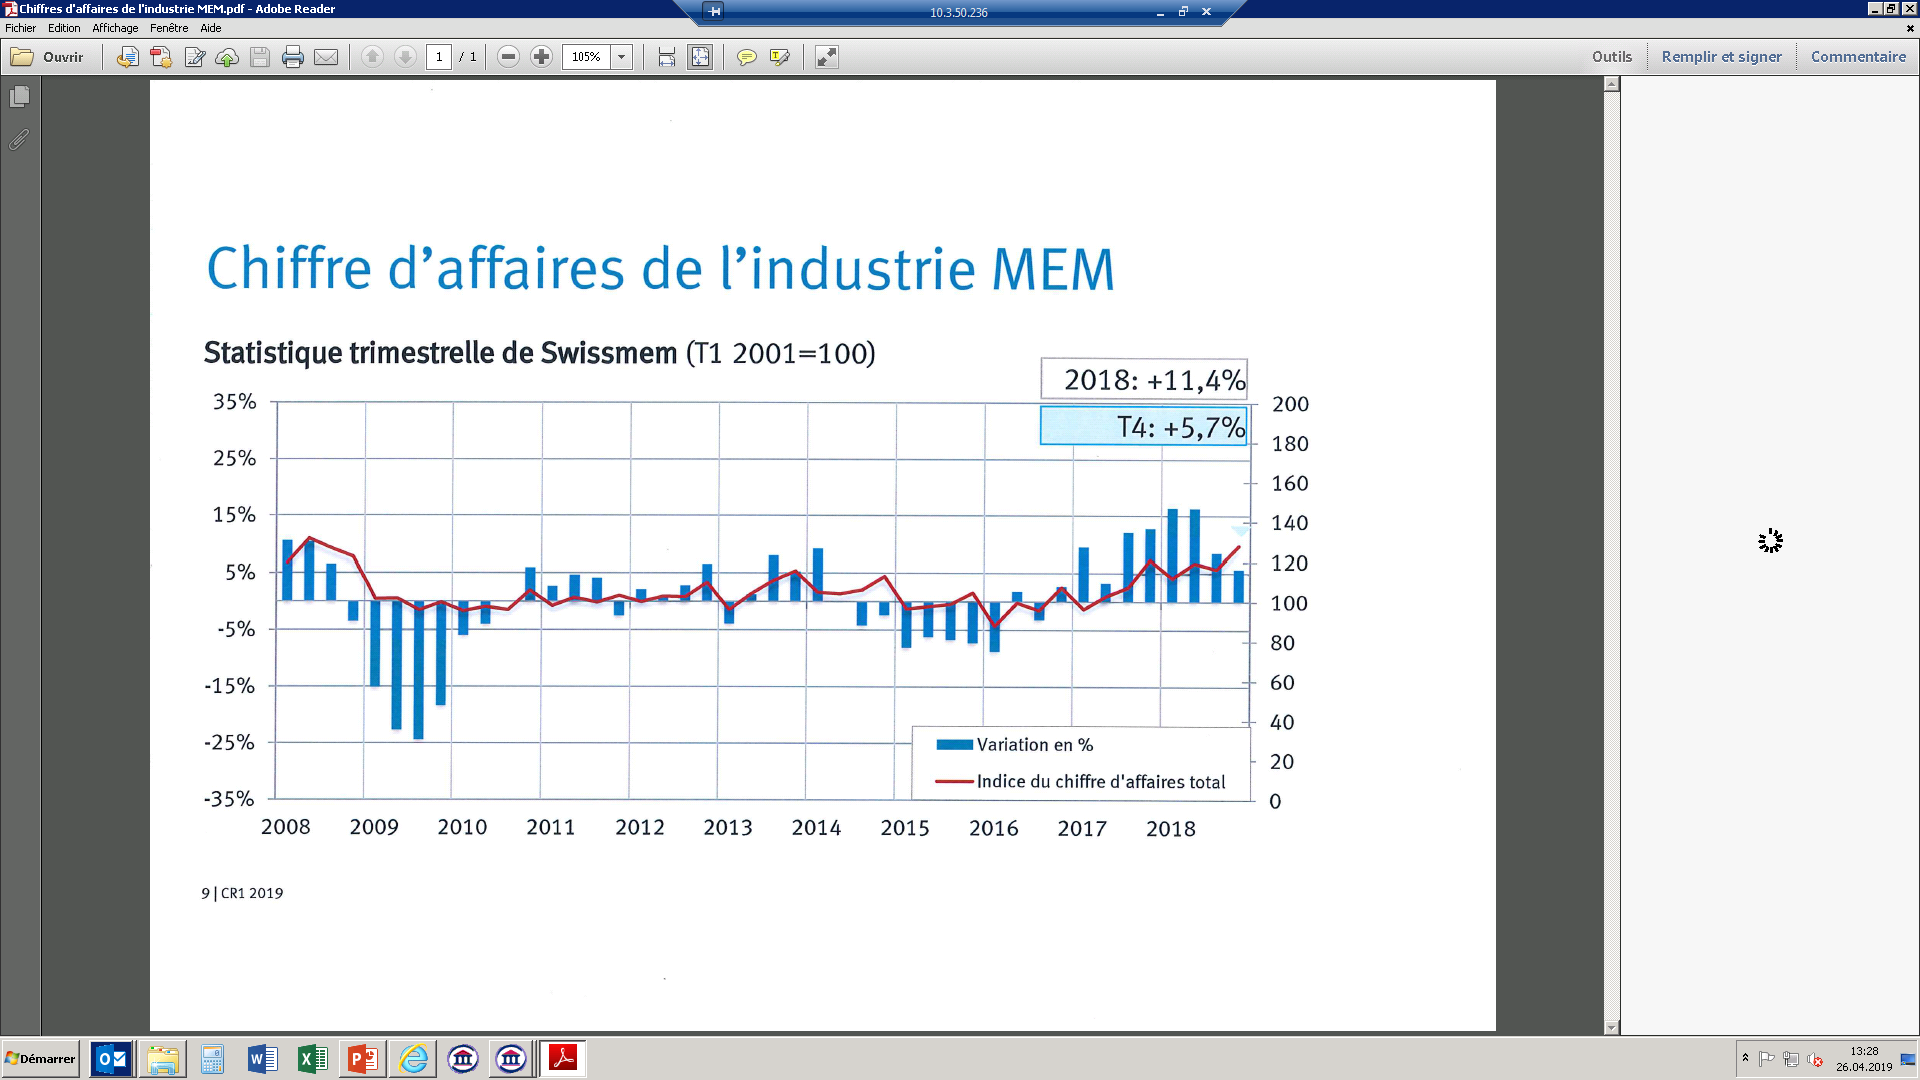 Chiffres d'affaires de l'industrie MEM.pdf - Adobe Reader
10.3.50.236
Fichier Edition Affichage Fenêtre Aide
Ouvrir 1 / 1 105% Outils Remplir et signer Commentaire
Chiffre d'affaires de l'industrie MEM
Statistique trimestrelle de Swissmem (T1 2001=100)
2018: +11,4%
T4: +5,7%
35%
25%
15%
5%
-5%
-15%
-25%
-35%
200
180
160
140
120
100
80
60
40
20
0
Variation en %
Indice du chiffre d'affaires total
2008 2009 2010 2011 2012 2013 2014 2015 2016 2017 2018
9 | CR1 2019
Démarrer
13:28
26.04.2019